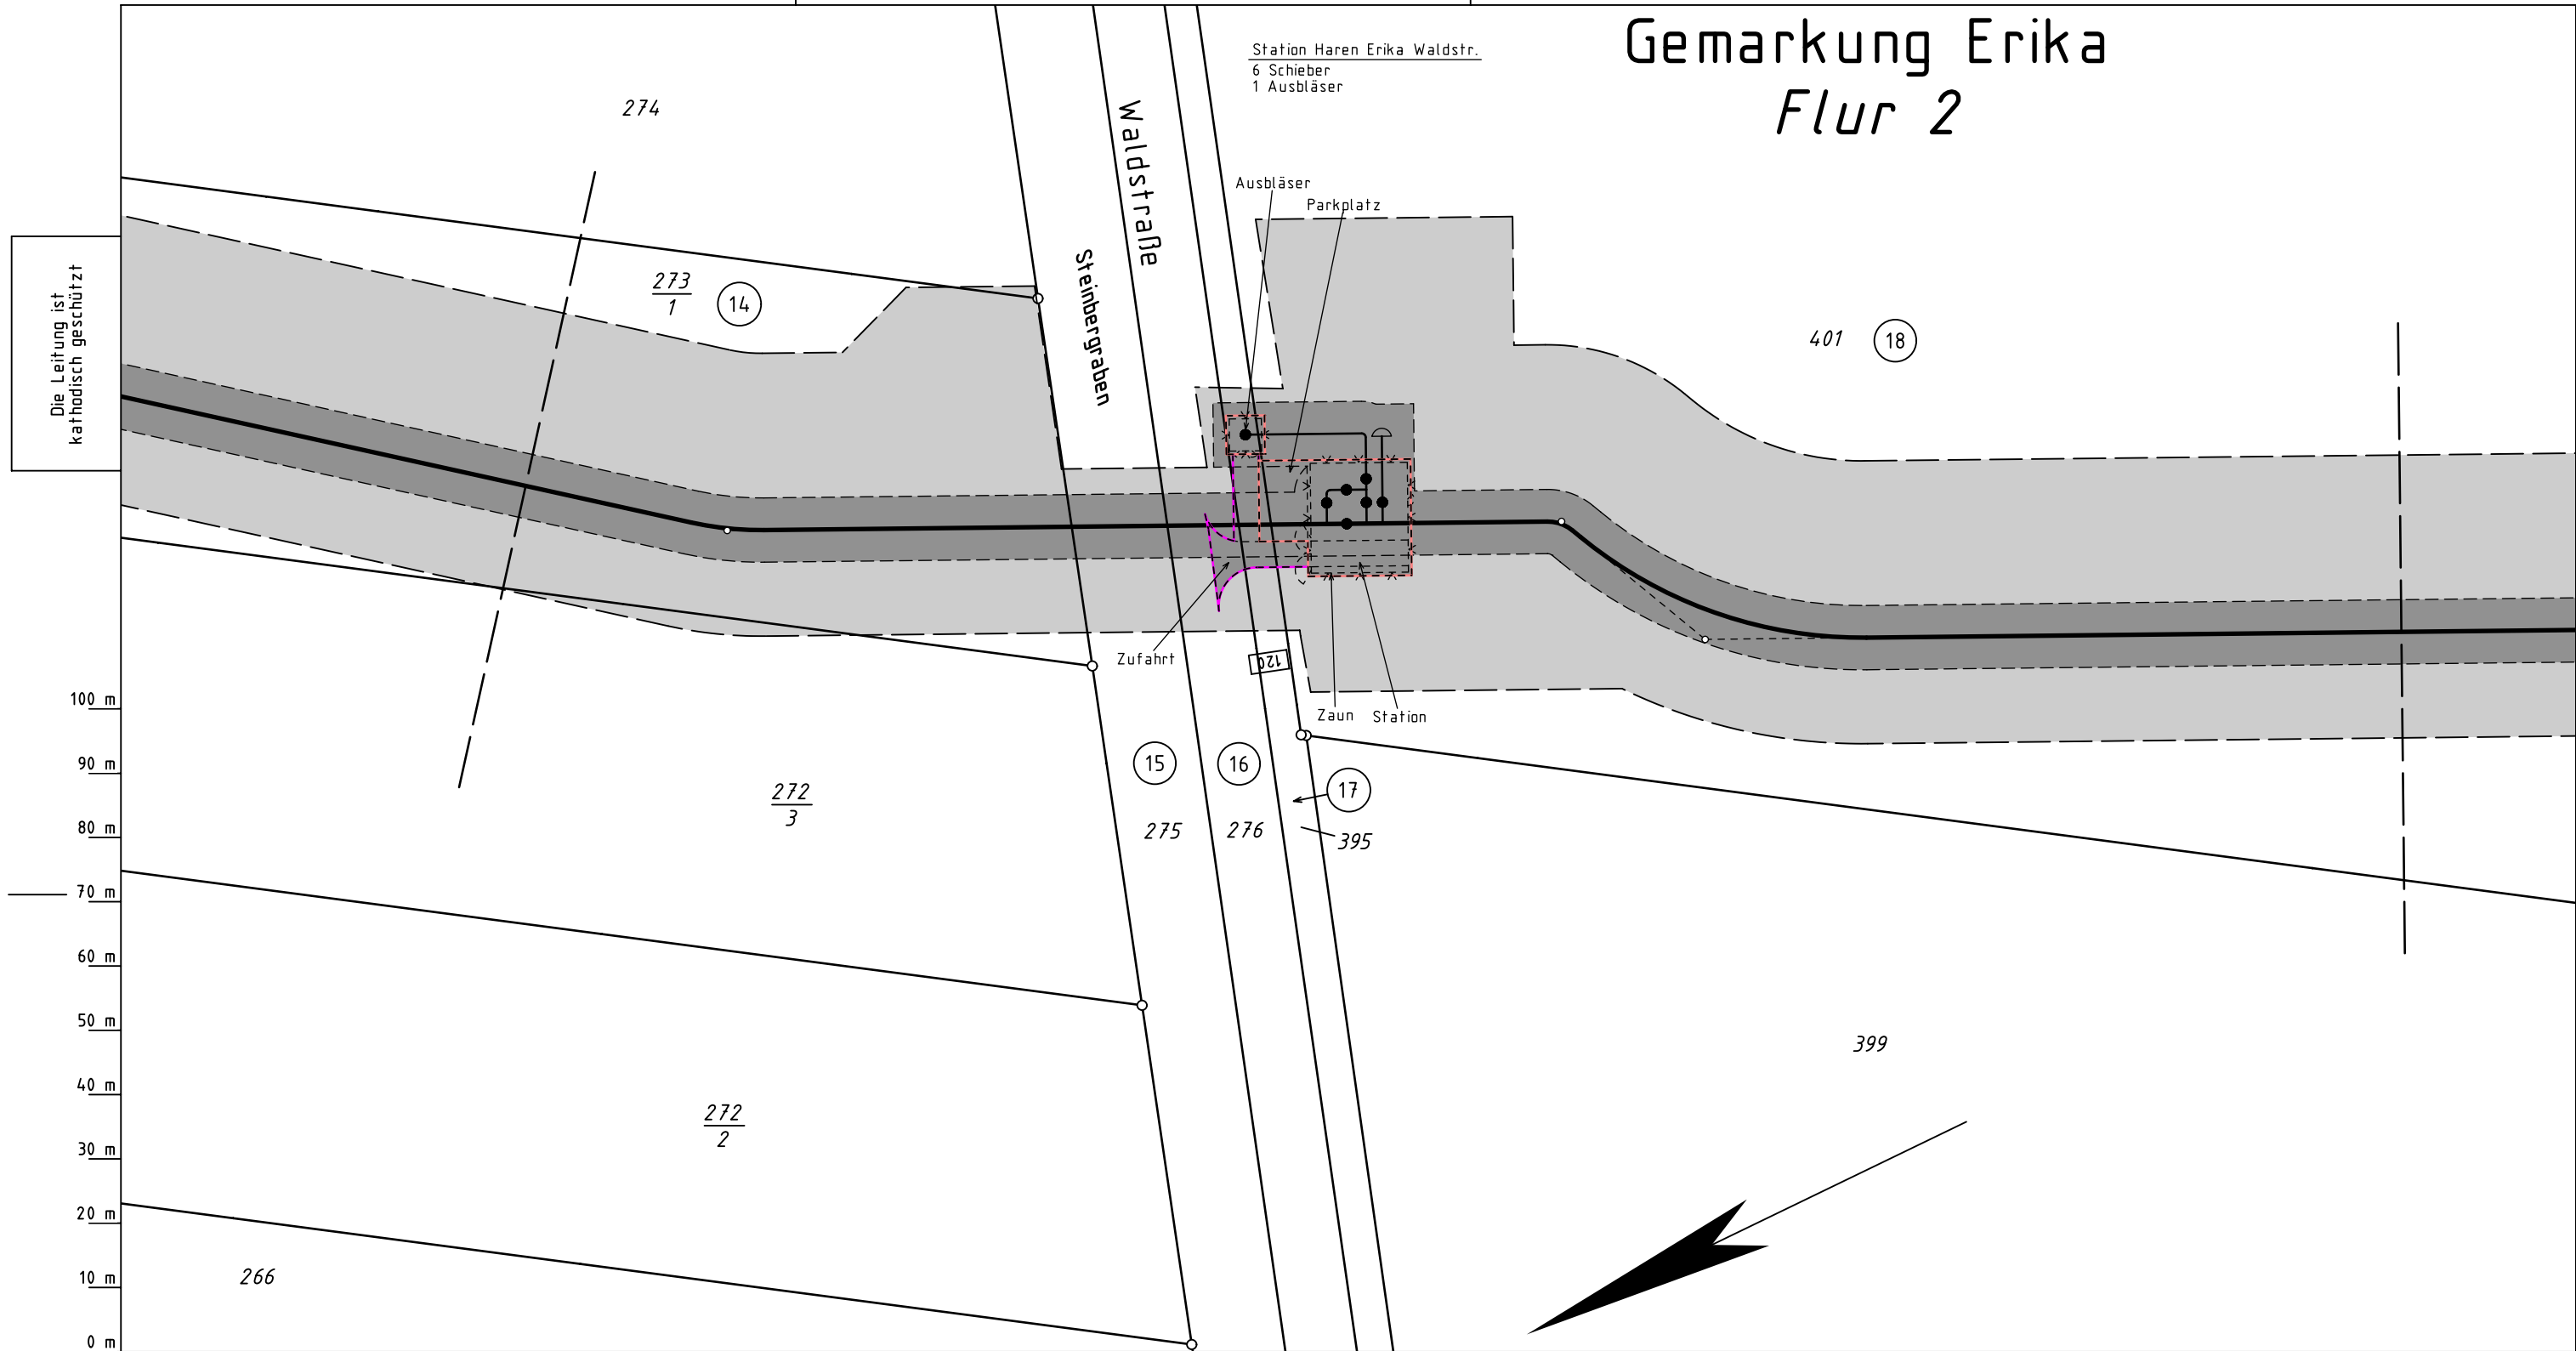 Gemarkung Erika
Flur 2
Station Haren Erika Waldstr.
6 Schieber
1 Ausbläser
274
Waldstraße
Steinbergraben
Ausbläser
Parkplatz
Die Leitung ist
kathodisch geschützt
273
1
14
401
18
Zufahrt
120
Zaun
Station
100 m
90 m
80 m
70 m
60 m
50 m
40 m
30 m
20 m
10 m
0 m
15
16
17
272
3
275
276
395
399
272
2
266